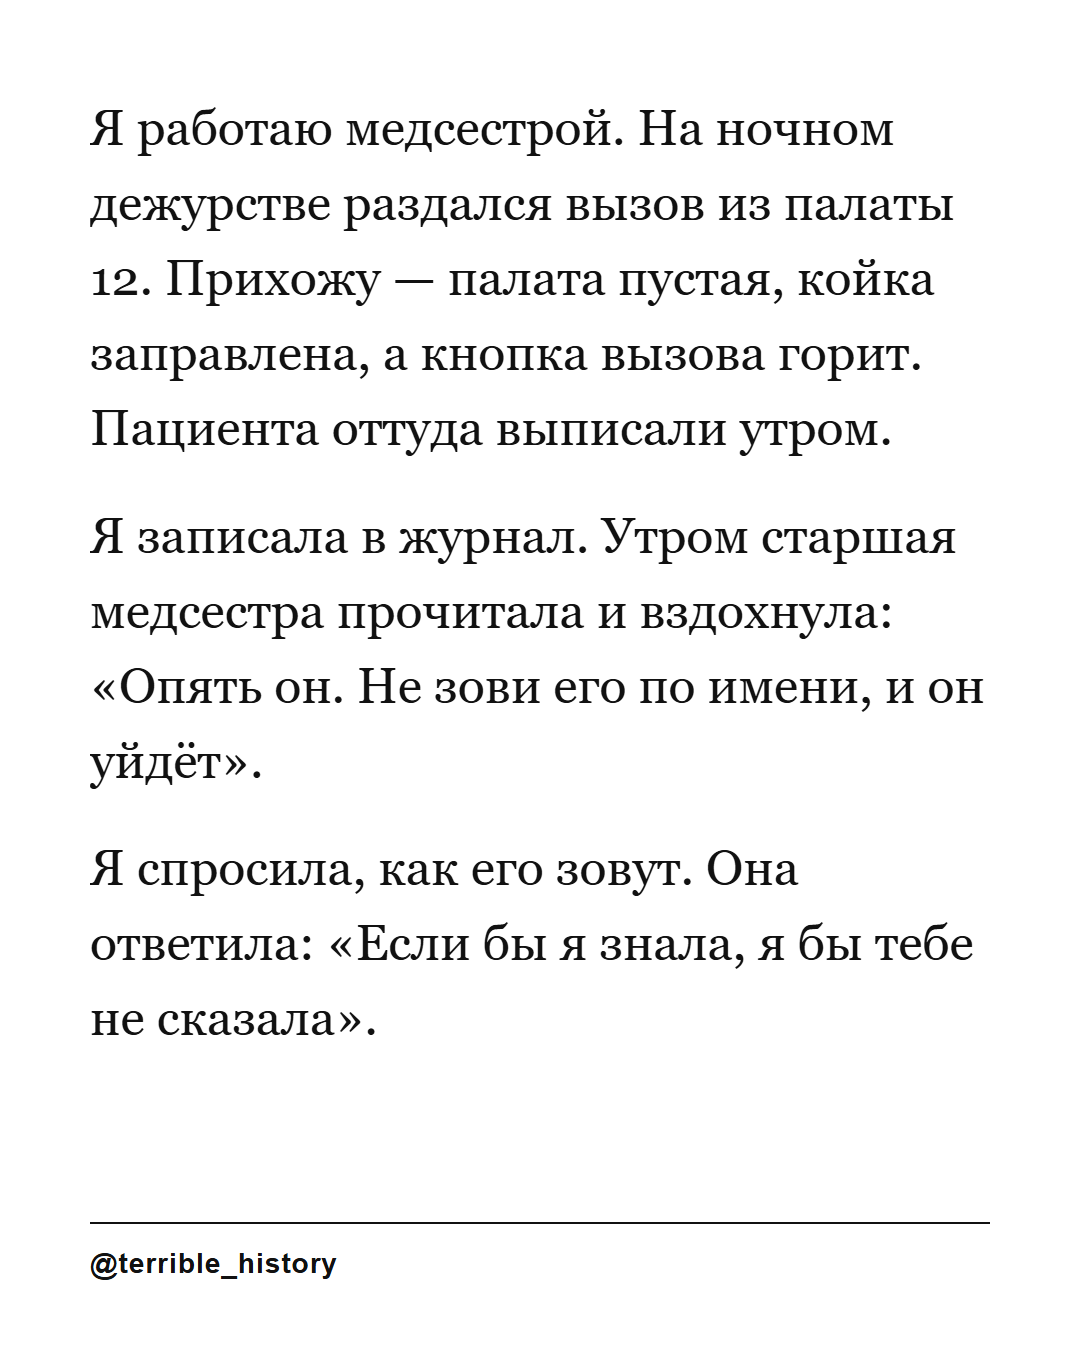 Я работаю медсестрой. На ночном
дежурстве раздался вызов из палаты
12. Прихожу — палата пустая, койка
заправлена, а кнопка вызова горит.
Пациента оттуда выписали утром.
Я записала в журнал. Утром старшая
медсестра прочитала и вздохнула:
«Опять он. Не зови его по имени, и он
уйдёт».
Я спросила, как его зовут. Она
ответила: «Если бы я знала, я бы тебе
не сказала».
@terrible_history